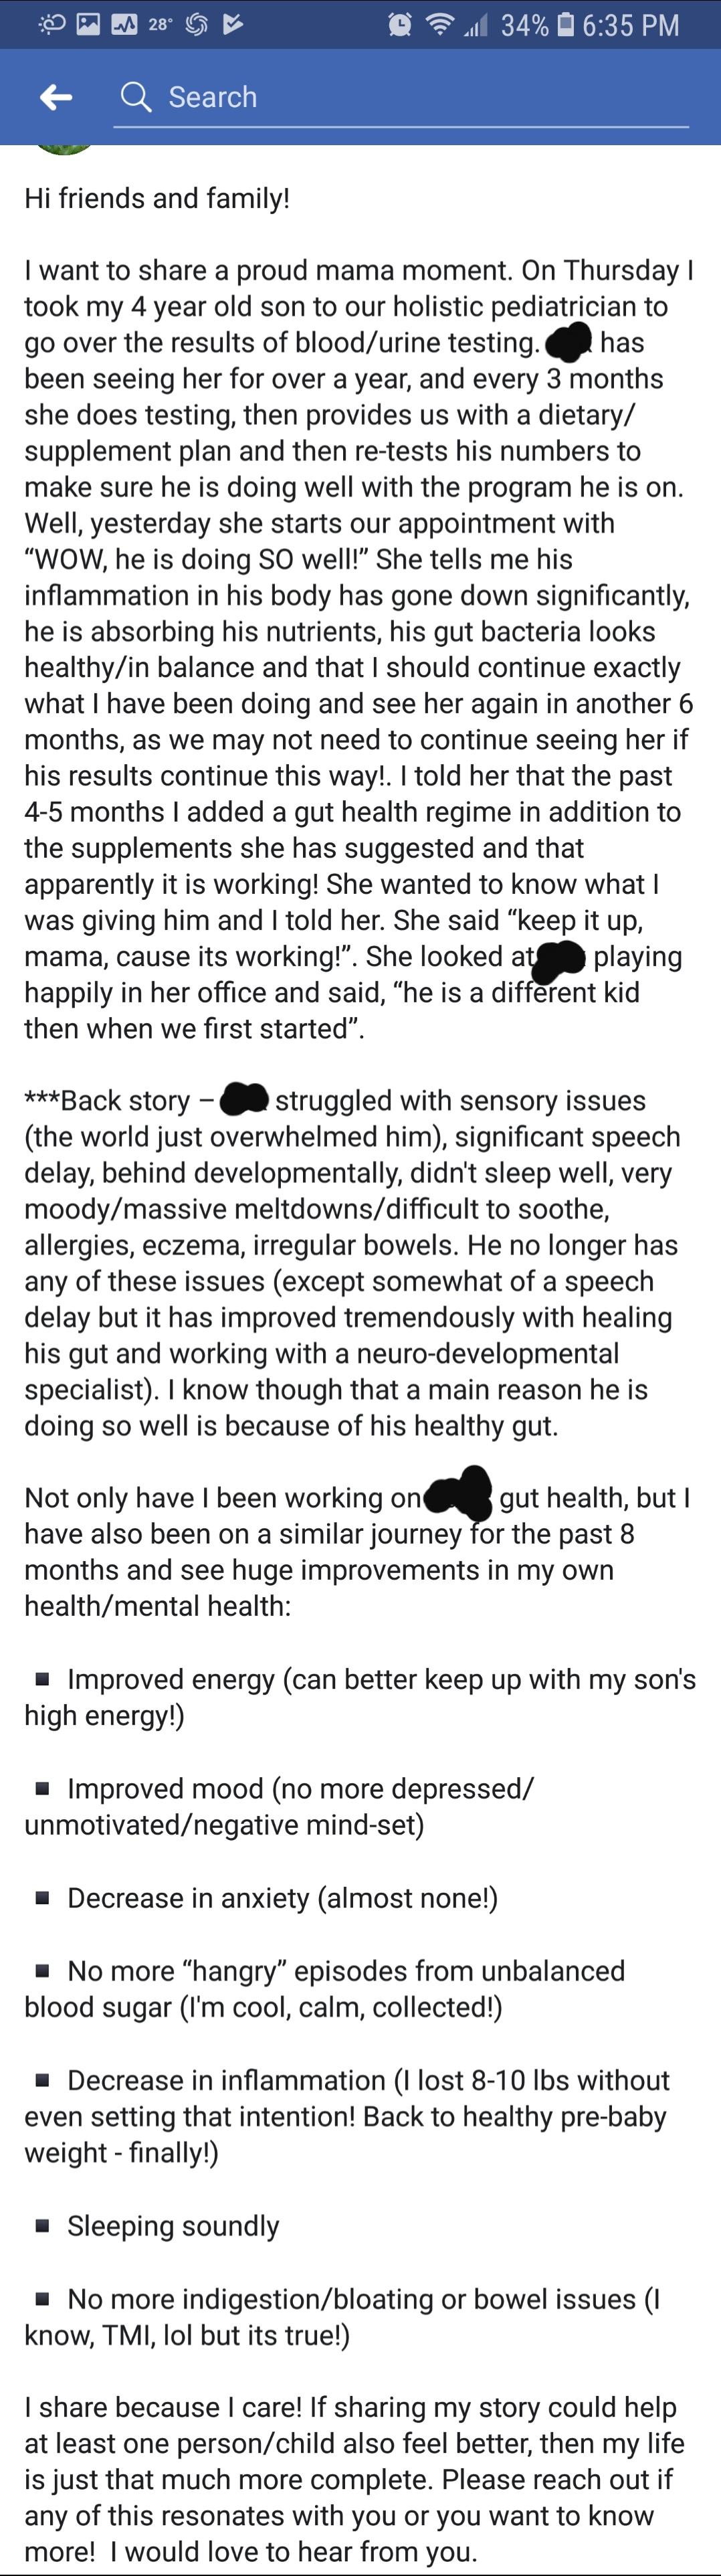 28°
34% 6:35 PM
Search
Hi friends and family!
I want to share a proud mama moment. On Thursday I
took my 4 year old son to our holistic pediatrician to
go over the results of blood/urine testing. has
been seeing her for over a year, and every 3 months
she does testing, then provides us with a dietary/
supplement plan and then re-tests his numbers to
make sure he is doing well with the program he is on.
Well, yesterday she starts our appointment with
“WOW, he is doing SO well!” She tells me his
inflammation in his body has gone down significantly,
he is absorbing his nutrients, his gut bacteria looks
healthy/in balance and that I should continue exactly
what I have been doing and see her again in another 6
months, as we may not need to continue seeing her if
his results continue this way!. I told her that the past
4-5 months I added a gut health regime in addition to
the supplements she has suggested and that
apparently it is working! She wanted to know what I
was giving him and I told her. She said “keep it up,
mama, cause its working!”. She looked at playing
happily in her office and said, “he is a different kid
then when we first started”.
***Back story – struggled with sensory issues
(the world just overwhelmed him), significant speech
delay, behind developmentally, didn't sleep well, very
moody/massive meltdowns/difficult to soothe,
allergies, eczema, irregular bowels. He no longer has
any of these issues (except somewhat of a speech
delay but it has improved tremendously with healing
his gut and working with a neuro-developmental
specialist). I know though that a main reason he is
doing so well is because of his healthy gut.
Not only have I been working on gut health, but I
have also been on a similar journey for the past 8
months and see huge improvements in my own
health/mental health:
▪ Improved energy (can better keep up with my son's
high energy!)
▪ Improved mood (no more depressed/
unmotivated/negative mind-set)
▪ Decrease in anxiety (almost none!)
▪ No more “hangry” episodes from unbalanced
blood sugar (I'm cool, calm, collected!)
▪ Decrease in inflammation (I lost 8-10 lbs without
even setting that intention! Back to healthy pre-baby
weight - finally!)
▪ Sleeping soundly
▪ No more indigestion/bloating or bowel issues (I
know, TMI, lol but its true!)
I share because I care! If sharing my story could help
at least one person/child also feel better, then my life
is just that much more complete. Please reach out if
any of this resonates with you or you want to know
more! I would love to hear from you.